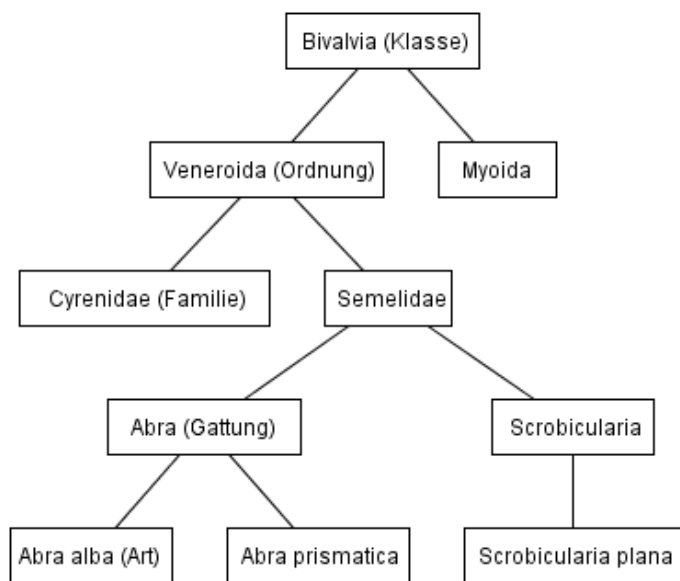 Bivalvia (Klasse)
Veneroida (Ordnung)
Myoida
Cyrenidae (Familie)
Semelidae
Abra (Gattung)
Scrobicularia
Abra alba (Art)
Abra prismatica
Scrobicularia plana